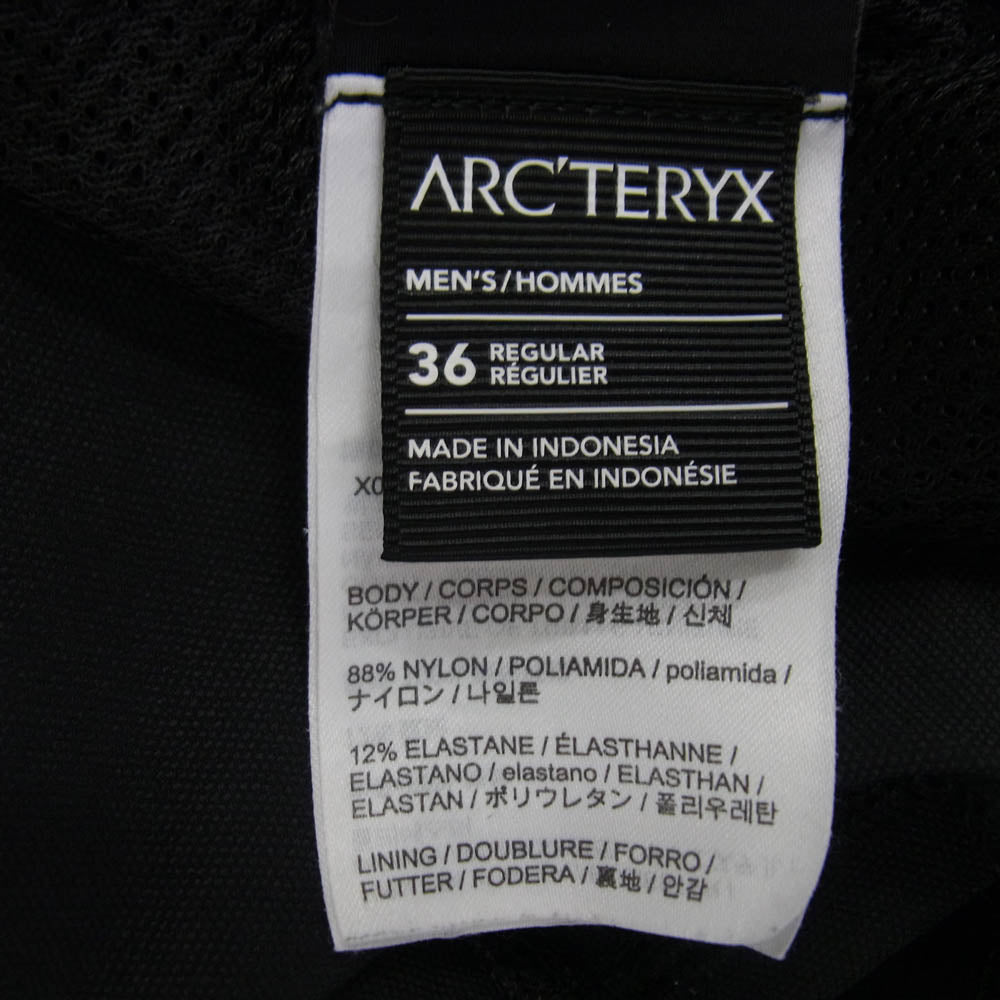 ARC'TERYX
MEN'S/HOMMES
36 REGULAR
RÉGULIER
MADE IN INDONESIA
FABRIQUÉ EN INDONÉSIE
X0
BODY / CORPS / COMPOSICIÓN /
KÖRPER / CORPO / 身生地 / 신체
88% NYLON / POLIAMIDA / poliamida /
ナイロン / 나일론
12% ELASTANE / ÉLASTHANNE /
ELASTANO / elastano / ELASTHAN /
ELASTAN / ポリウレタン / 폴리우레탄
LINING / DOUBLURE / FORRO /
FUTTER / FODERA / 裏地 / 안감